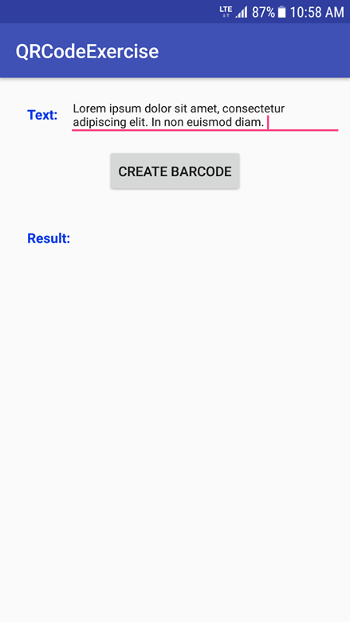 LTE 87% 10:58 AM
QRCodeExercise
Text: Lorem ipsum dolor sit amet, consectetur
adipiscing elit. In non euismod diam.
CREATE BARCODE
Result: